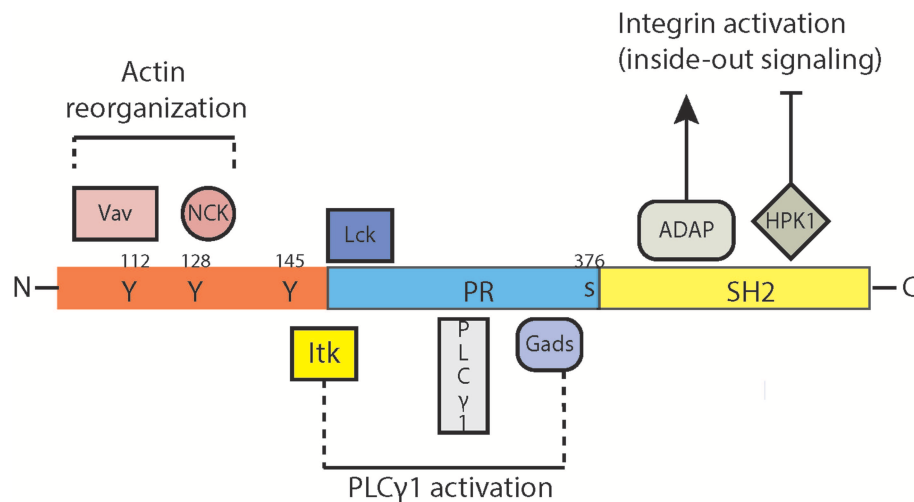 Integrin activation
(inside-out signaling)
Actin
reorganization
Vav
NCK
Lck
ADAP
HPK1
112
128
145
376
N
Y
Y
Y
PR
S
SH2
C
Itk
P
L
C
γ
1
Gads
PLCγ1 activation